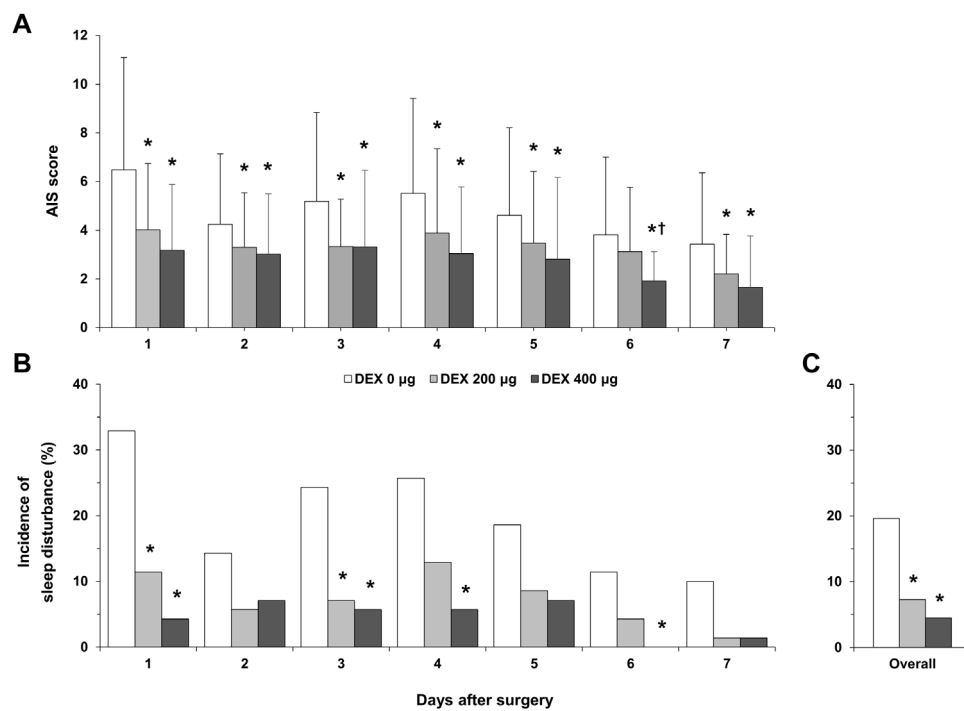 A
12
10
8
6
4
2
0
AIS score
* * * * * * * * * * *† * *
1 2 3 4 5 6 7
B
DEX 0 µg DEX 200 µg DEX 400 µg
C
40
30
20
10
0
Incidence of
sleep disturbance (%)
* * * * * *
1 2 3 4 5 6 7
Days after surgery
40
30
20
10
0
* *
Overall